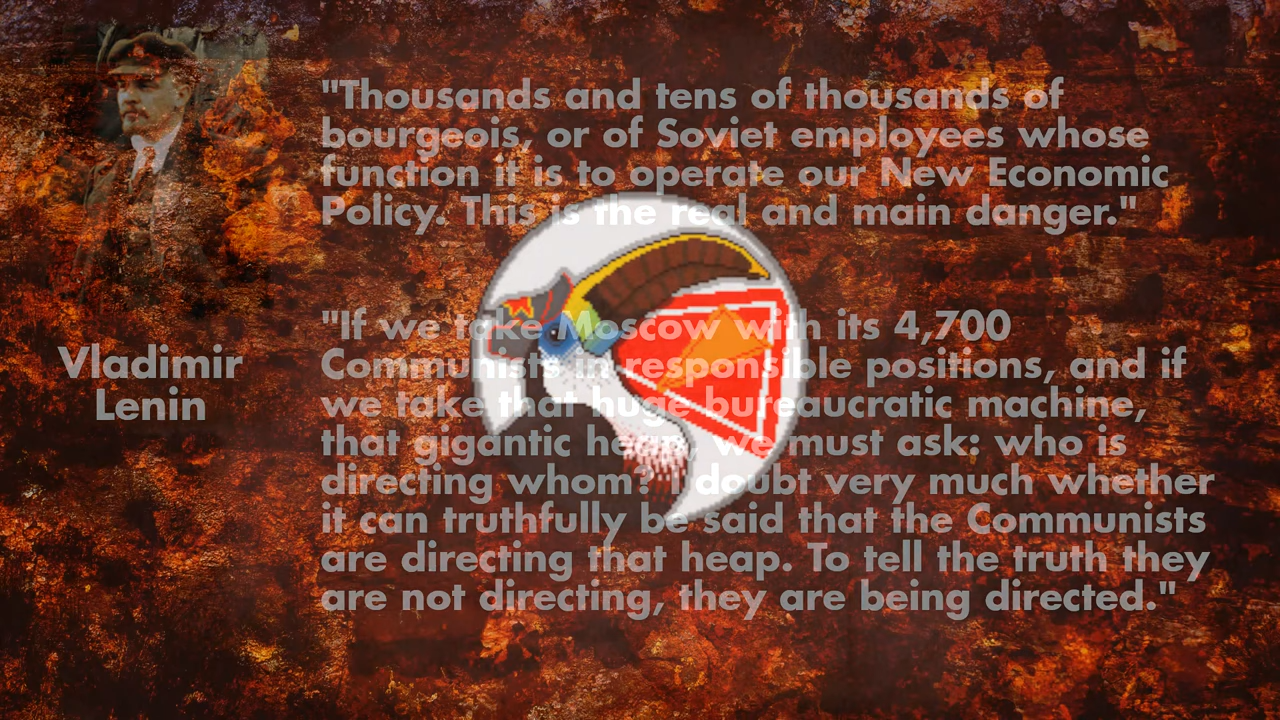 "Thousands and tens of thousands of
bourgeois, or of Soviet employees whose
function it is to operate our New Economic
Policy. This is the real and main danger."
"If we take Moscow with its 4,700
Communists in responsible positions, and if
we take that huge bureaucratic machine,
that gigantic heap, we must ask: who is
directing whom? I doubt very much whether
it can truthfully be said that the Communists
are directing that heap. To tell the truth they
are not directing, they are being directed."
Vladimir
Lenin